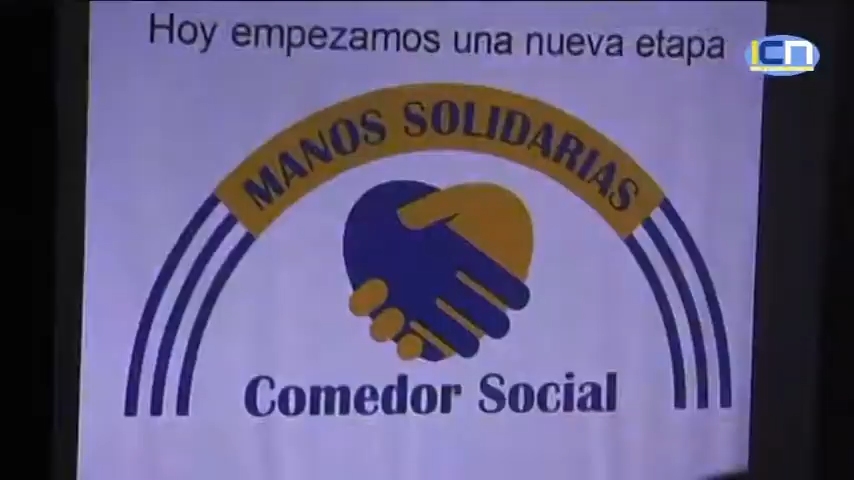 Hoy empezamos una nueva etapa
ICN
MANOS SOLIDARIAS
Comedor Social